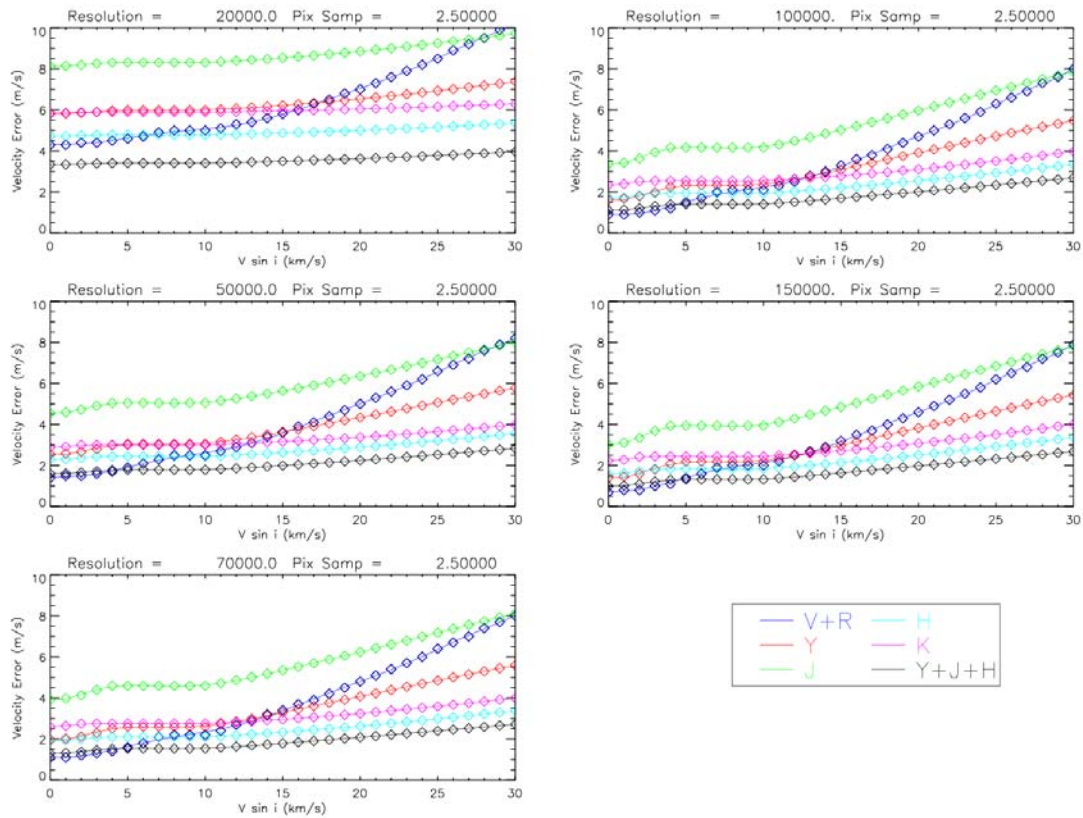 Resolution = 20000.0 Pix Samp = 2.50000
Velocity Error (m/s)
10
8
6
4
2
0
0 5 10 15 20 25 30
V sin i (km/s)
Resolution = 100000. Pix Samp = 2.50000
Velocity Error (m/s)
10
8
6
4
2
0
0 5 10 15 20 25 30
V sin i (km/s)
Resolution = 50000.0 Pix Samp = 2.50000
Velocity Error (m/s)
10
8
6
4
2
0
0 5 10 15 20 25 30
V sin i (km/s)
Resolution = 150000. Pix Samp = 2.50000
Velocity Error (m/s)
10
8
6
4
2
0
0 5 10 15 20 25 30
V sin i (km/s)
Resolution = 70000.0 Pix Samp = 2.50000
Velocity Error (m/s)
10
8
6
4
2
0
0 5 10 15 20 25 30
V sin i (km/s)
V+R H
Y K
J Y+J+H